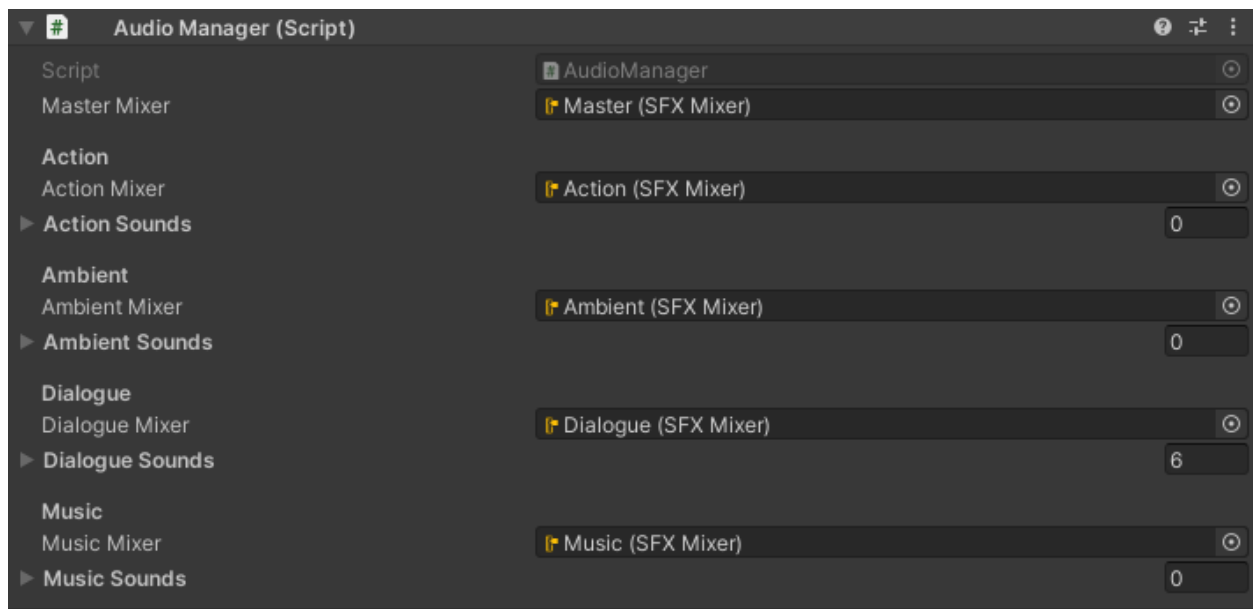 # Audio Manager (Script)
Script # AudioManager
Master Mixer Master (SFX Mixer)
Action
Action Mixer Action (SFX Mixer)
Action Sounds 0
Ambient
Ambient Mixer Ambient (SFX Mixer)
Ambient Sounds 0
Dialogue
Dialogue Mixer Dialogue (SFX Mixer)
Dialogue Sounds 6
Music
Music Mixer Music (SFX Mixer)
Music Sounds 0